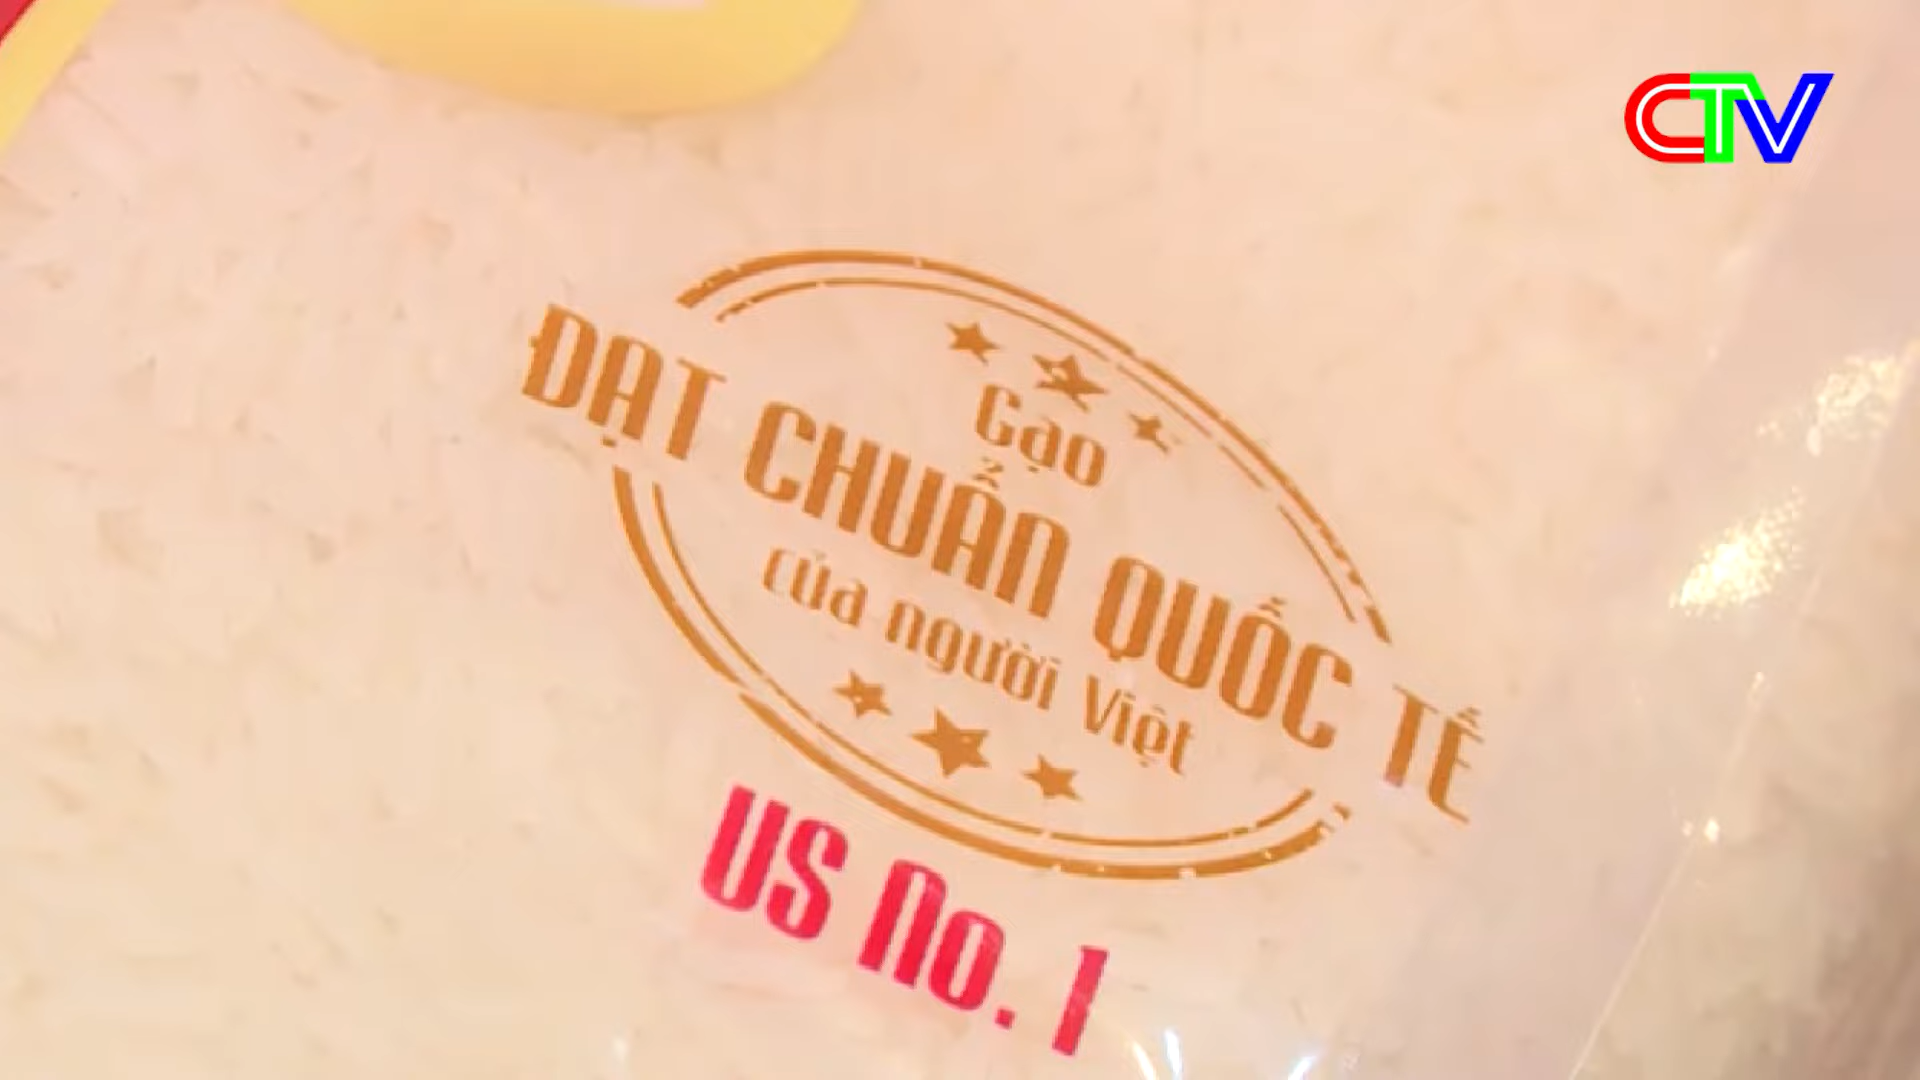 CTV
Gạo
ĐẠT CHUẨN QUỐC TẾ
của người Việt
US No. 1